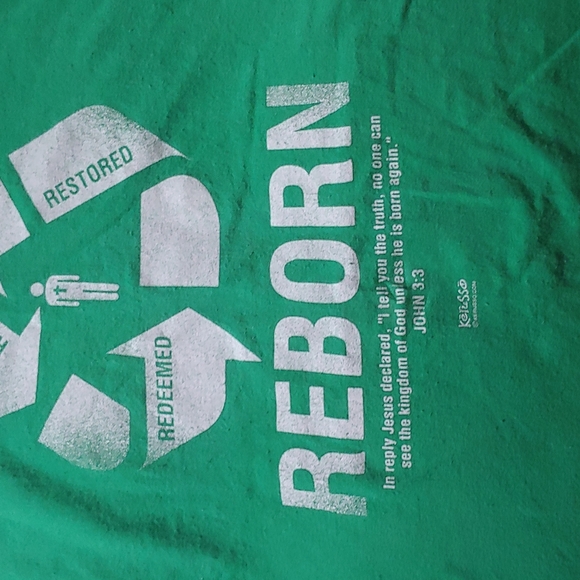 RESTORED
REDEEMED
REBORN
In reply Jesus declared, "I tell you the truth, no one can
see the kingdom of God unless he is born again."
JOHN 3:3
Kerusso